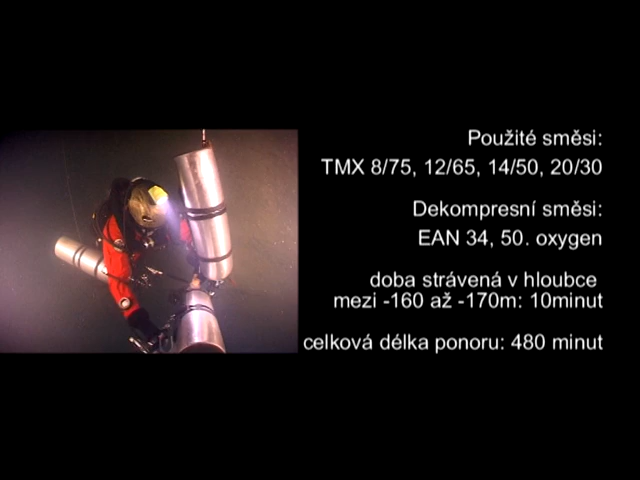 Použité směsi:
TMX 8/75, 12/65, 14/50, 20/30
Dekompresní směsi:
EAN 34, 50. oxygen
doba strávená v hloubce
mezi -160 až -170m: 10minut
celková délka ponoru: 480 minut